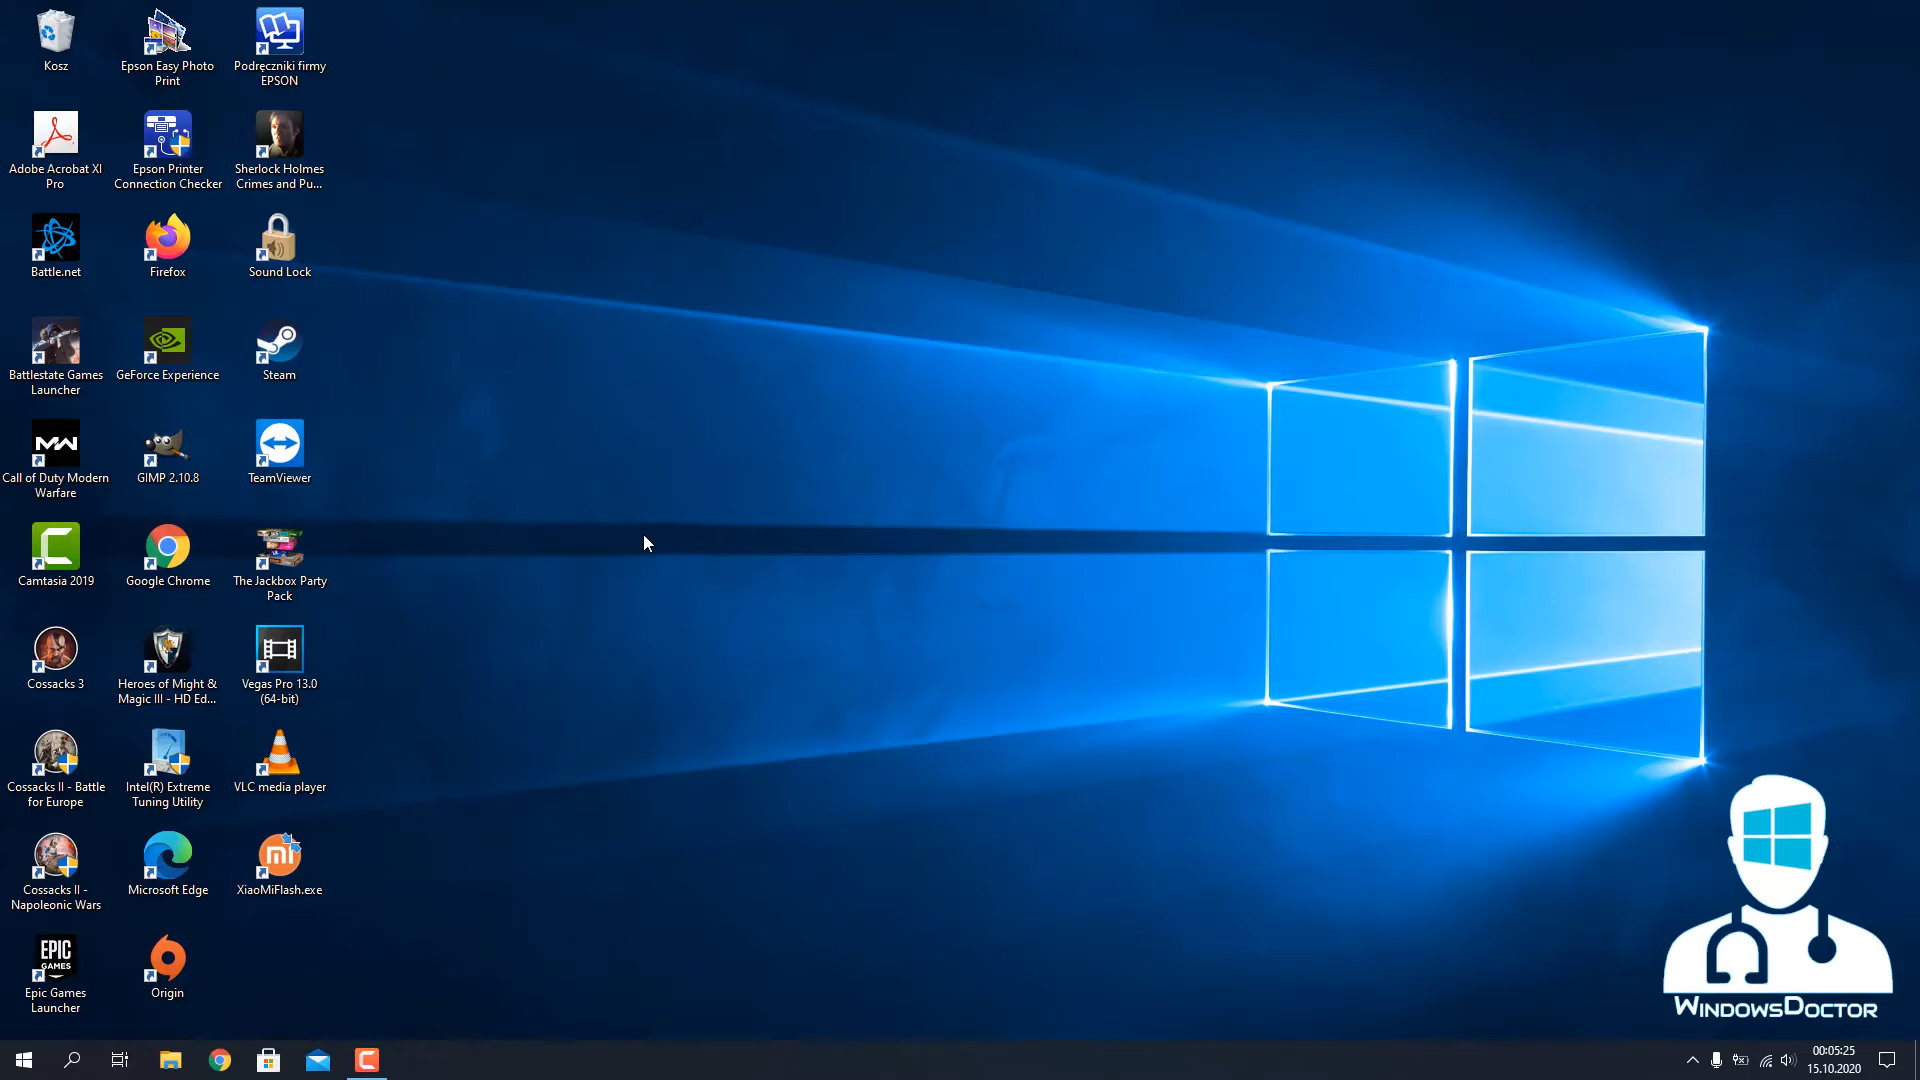 Kosz
Epson Easy Photo
Print
Podręczniki firmy
EPSON
Adobe Acrobat XI
Pro
Epson Printer
Connection Checker
Sherlock Holmes
Crimes and Pu...
Battle.net
Firefox
Sound Lock
Battlestate Games
Launcher
GeForce Experience
Steam
MW
Call of Duty Modern
Warfare
GIMP 2.10.8
TeamViewer
Camtasia 2019
Google Chrome
The Jackbox Party
Pack
Cossacks 3
Heroes of Might &
Magic III - HD Ed...
Vegas Pro 13.0
(64-bit)
Cossacks II - Battle
for Europe
Intel(R) Extreme
Tuning Utility
VLC media player
Cossacks II -
Napoleonic Wars
Microsoft Edge
mi
XiaoMiFlash.exe
EPIC
GAMES
Epic Games
Launcher
Origin
WINDOWSDOCTOR
00:05:25
15.10.2020